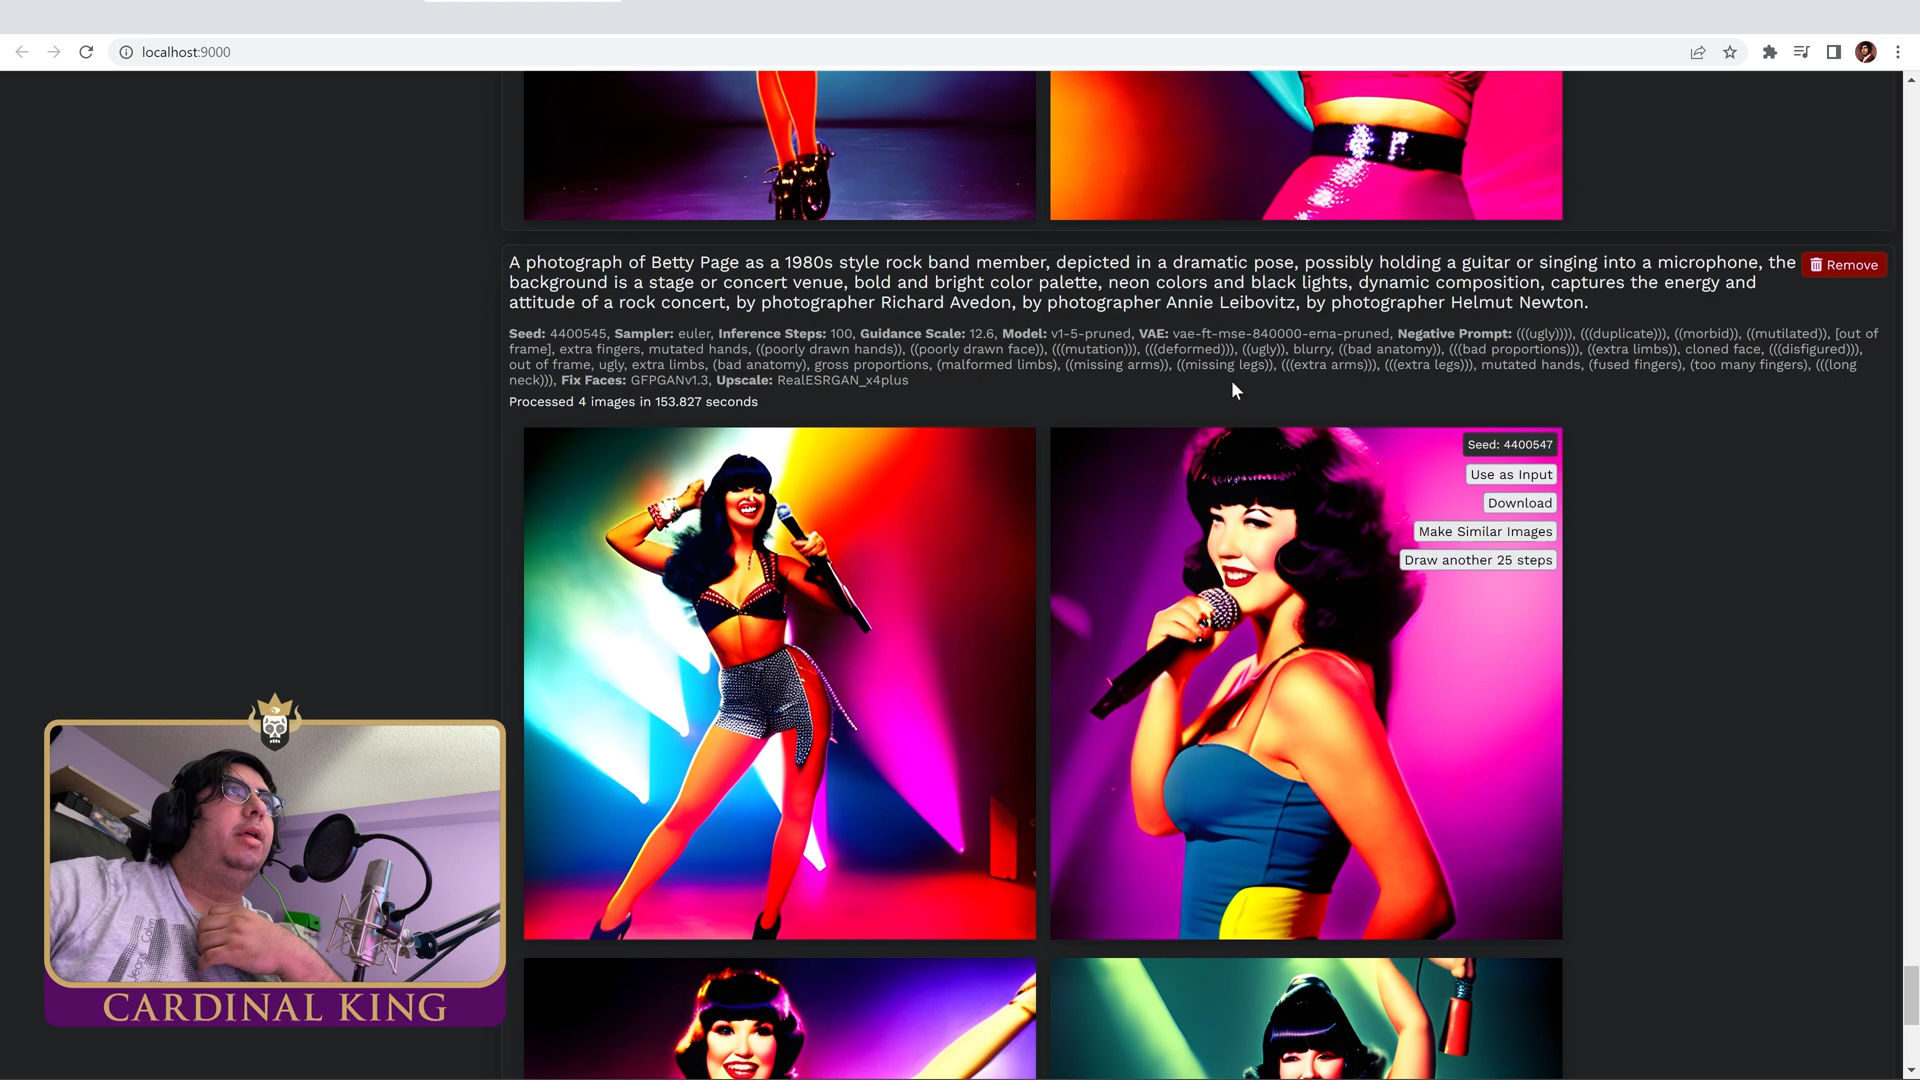 localhost:9000
A photograph of Betty Page as a 1980s style rock band member, depicted in a dramatic pose, possibly holding a guitar or singing into a microphone, the
Remove
background is a stage or concert venue, bold and bright color palette, neon colors and black lights, dynamic composition, captures the energy and
attitude of a rock concert, by photographer Richard Avedon, by photographer Annie Leibovitz, by photographer Helmut Newton.
Seed: 4400545, Sampler: euler, Inference Steps: 100, Guidance Scale: 12.6, Model: v1-5-pruned, VAE: vae-ft-mse-840000-ema-pruned, Negative Prompt: (((ugly)))), (((duplicate))), ((morbid)), ((mutilated)), [out of
frame], extra fingers, mutated hands, ((poorly drawn hands)), ((poorly drawn face)), (((mutation))), (((deformed))), ((ugly)), blurry, ((bad anatomy)), (((bad proportions))), ((extra limbs)), cloned face, (((disfigured))),
out of frame, ugly, extra limbs, (bad anatomy), gross proportions, (malformed limbs), ((missing arms)), ((missing legs)), (((extra arms))), (((extra legs))), mutated hands, (fused fingers), (too many fingers), (((long
neck))), Fix Faces: GFPGANv1.3, Upscale: RealESRGAN_x4plus
Processed 4 images in 153.827 seconds
Seed: 4400547
Use as Input
Download
Make Similar Images
Draw another 25 steps
Calvin
Jeans
CARDINAL KING